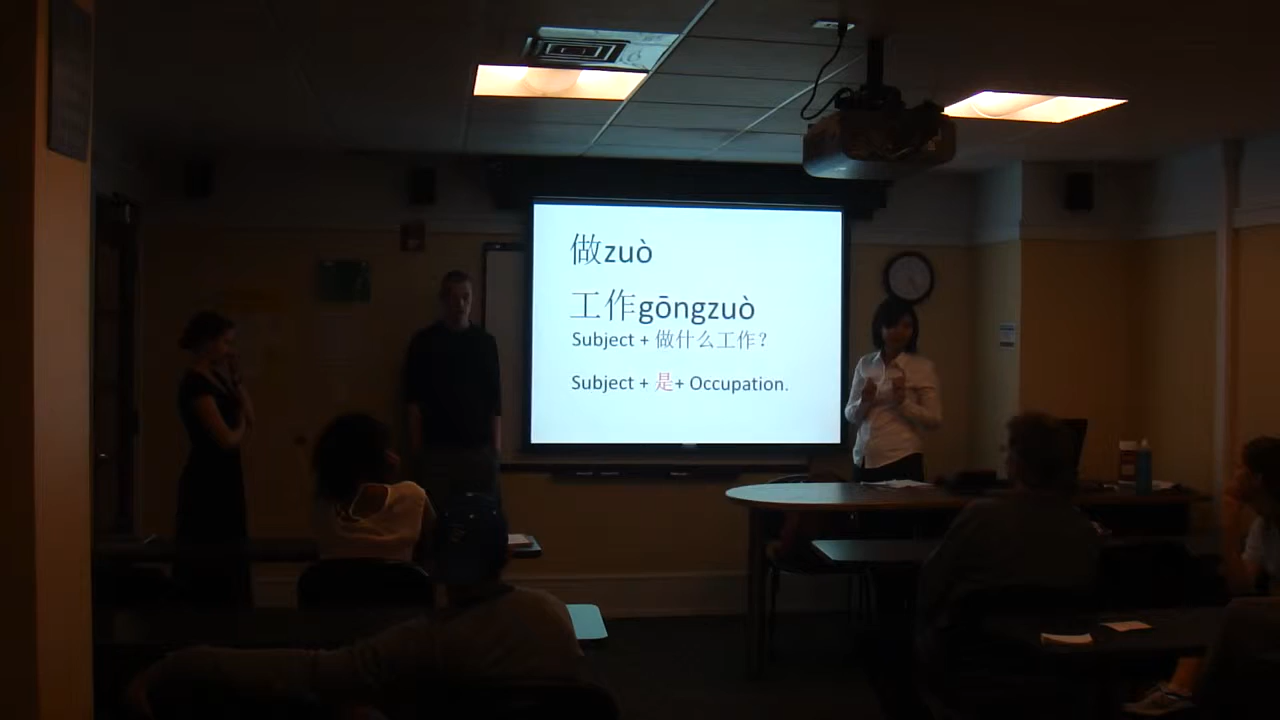 做zuò
工作gōngzuò
Subject + 做什么工作?
Subject + 是+ Occupation.